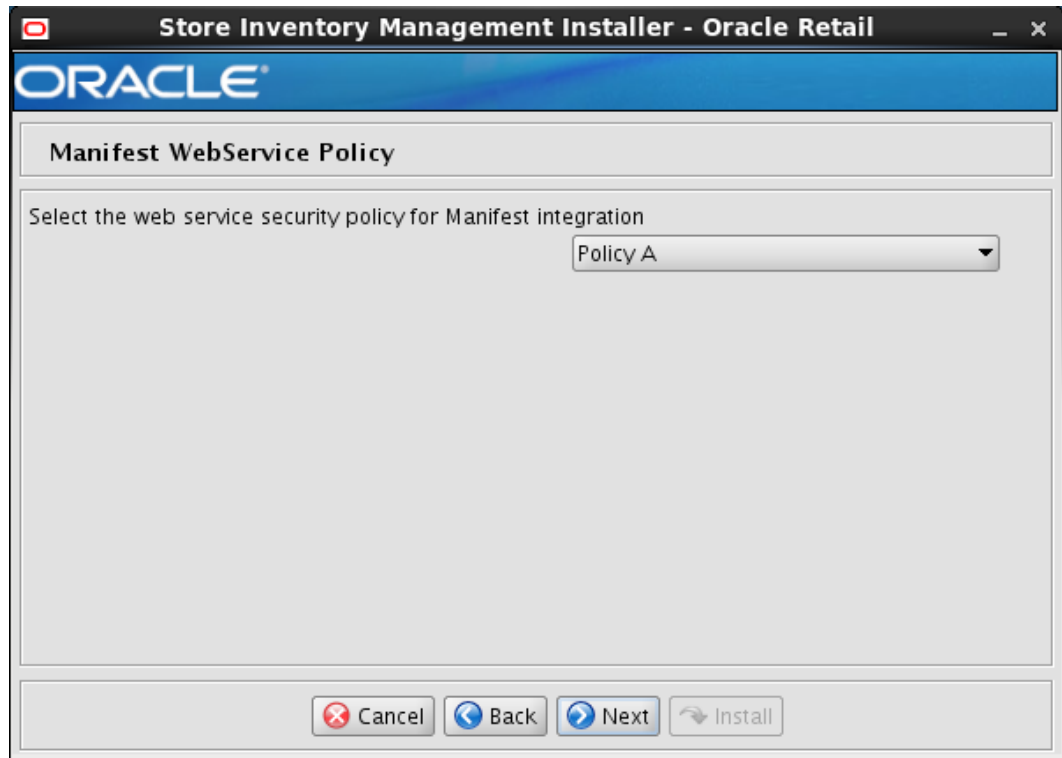 Store Inventory Management Installer - Oracle Retail
ORACLE®
Manifest WebService Policy
Select the web service security policy for Manifest integration
Policy A
Cancel Back Next Install